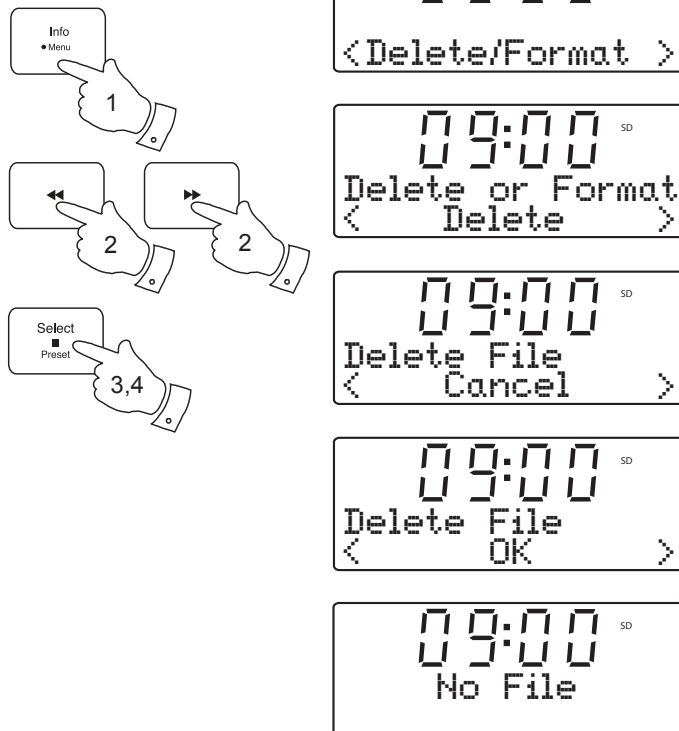 Info
● Menu
1
2
2
Select
Preset
3,4
<Delete/Format >
09:00 SD
Delete or Format
< Delete >
09:00 SD
Delete File
< Cancel >
09:00 SD
Delete File
< OK >
09:00 SD
No File